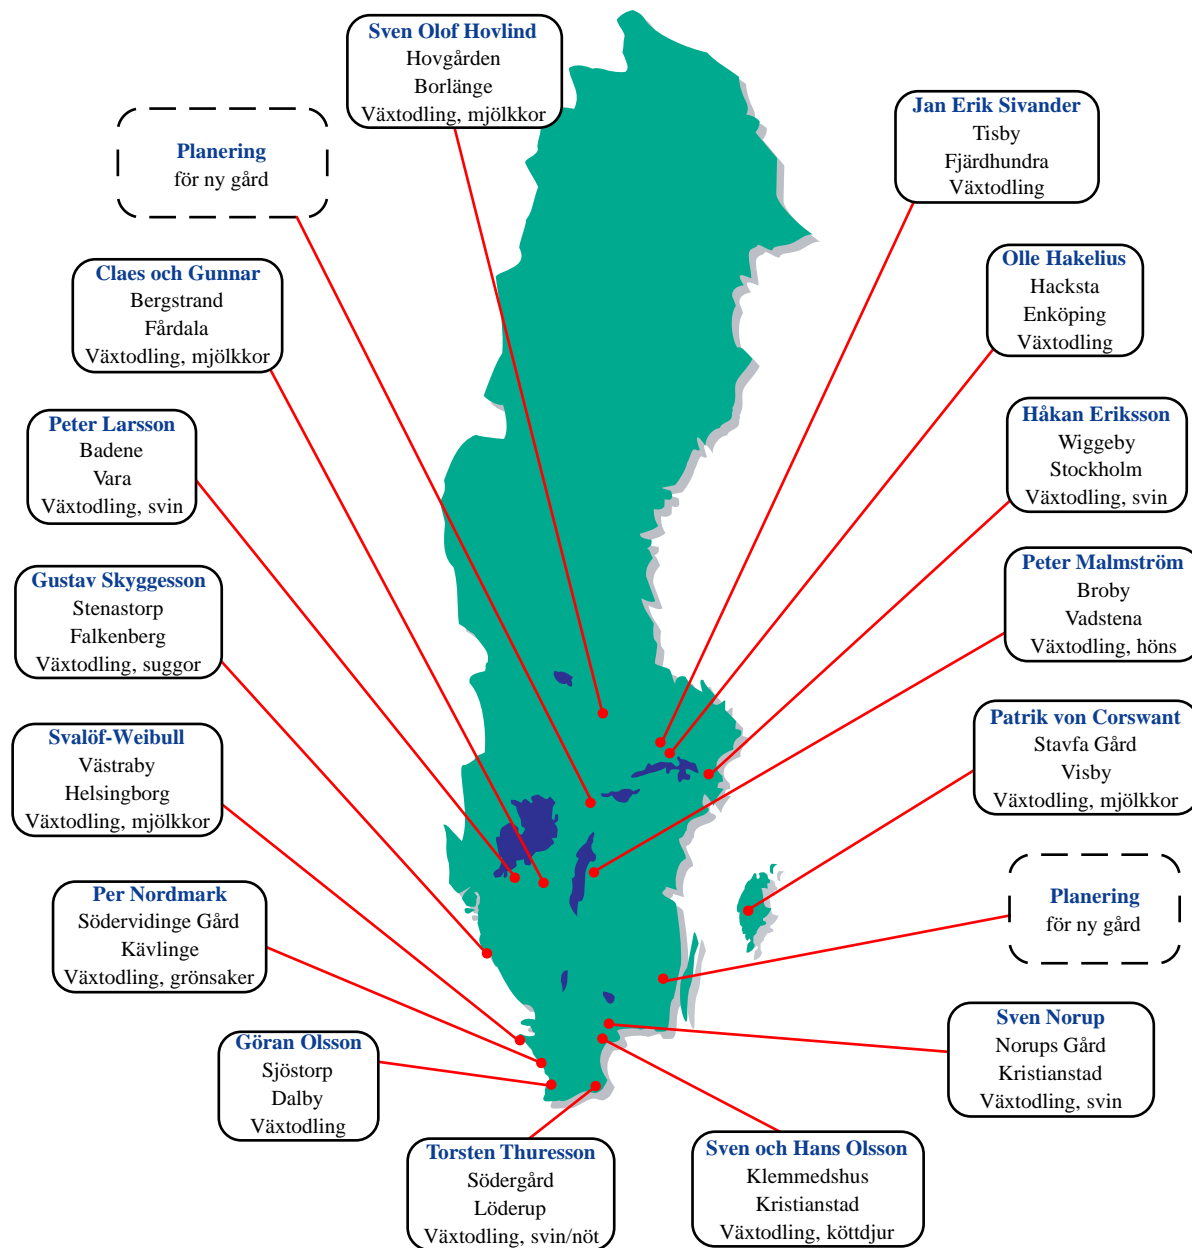 Sven Olof Hovlind
Hovgården
Borlänge
Växtodling, mjölkkor
Planering
för ny gård
Claes och Gunnar
Bergstrand
Fårdala
Växtodling, mjölkkor
Peter Larsson
Badene
Vara
Växtodling, svin
Gustav Skyggesson
Stenastorp
Falkenberg
Växtodling, suggor
Svalöf-Weibull
Västraby
Helsingborg
Växtodling, mjölkkor
Per Nordmark
Södervidinge Gård
Kävlinge
Växtodling, grönsaker
Göran Olsson
Sjöstorp
Dalby
Växtodling
Torsten Thuresson
Södergård
Löderup
Växtodling, svin/nöt
Jan Erik Sivander
Tisby
Fjärdhundra
Växtodling
Olle Hakelius
Hacksta
Enköping
Växtodling
Håkan Eriksson
Wiggeby
Stockholm
Växtodling, svin
Peter Malmström
Broby
Vadstena
Växtodling, höns
Patrik von Corswant
Stavfa Gård
Visby
Växtodling, mjölkkor
Planering
för ny gård
Sven Norup
Norups Gård
Kristianstad
Växtodling, svin
Sven och Hans Olsson
Klemmedshus
Kristianstad
Växtodling, köttdjur